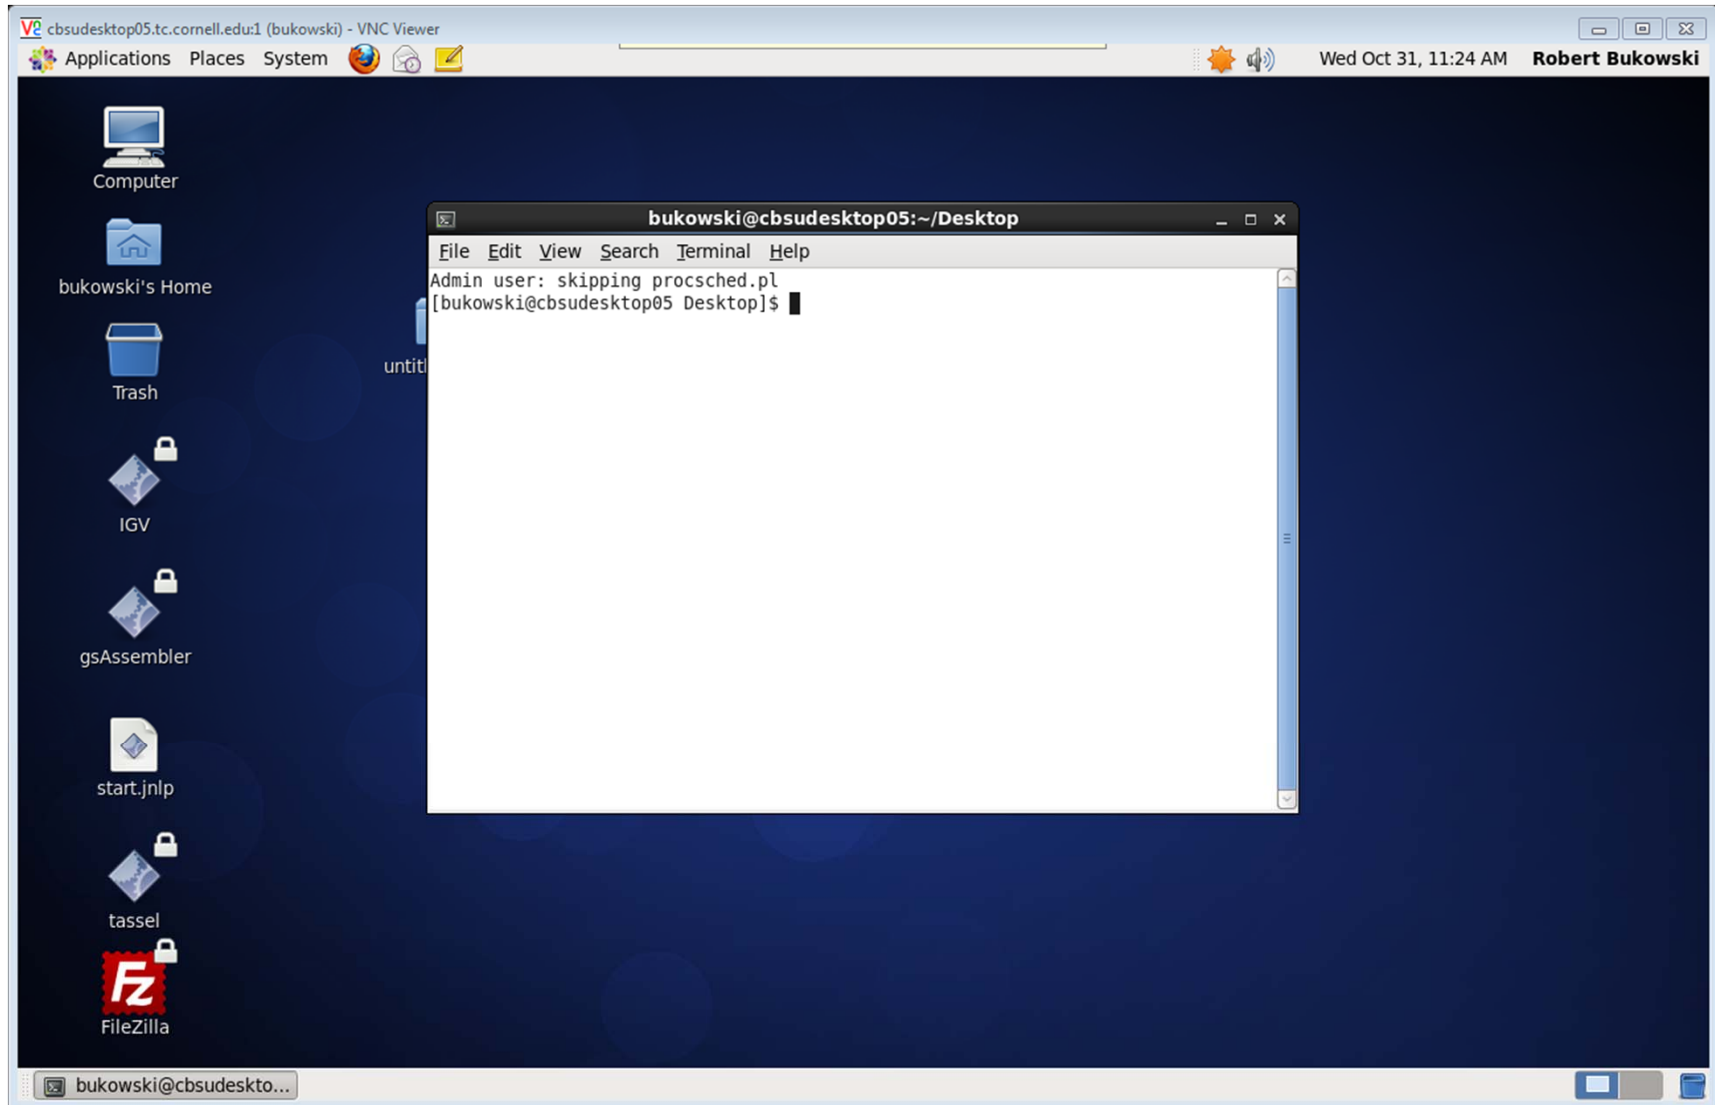 cbsudesktop05.tc.cornell.edu:1 (bukowski) - VNC Viewer
Applications Places System Wed Oct 31, 11:24 AM Robert Bukowski
Computer
bukowski's Home
Trash
IGV
gsAssembler
start.jnlp
tassel
FileZilla
untitl
bukowski@cbsudesktop05:~/Desktop
File Edit View Search Terminal Help
Admin user: skipping procsched.pl
[bukowski@cbsudesktop05 Desktop]$
bukowski@cbsudeskto...